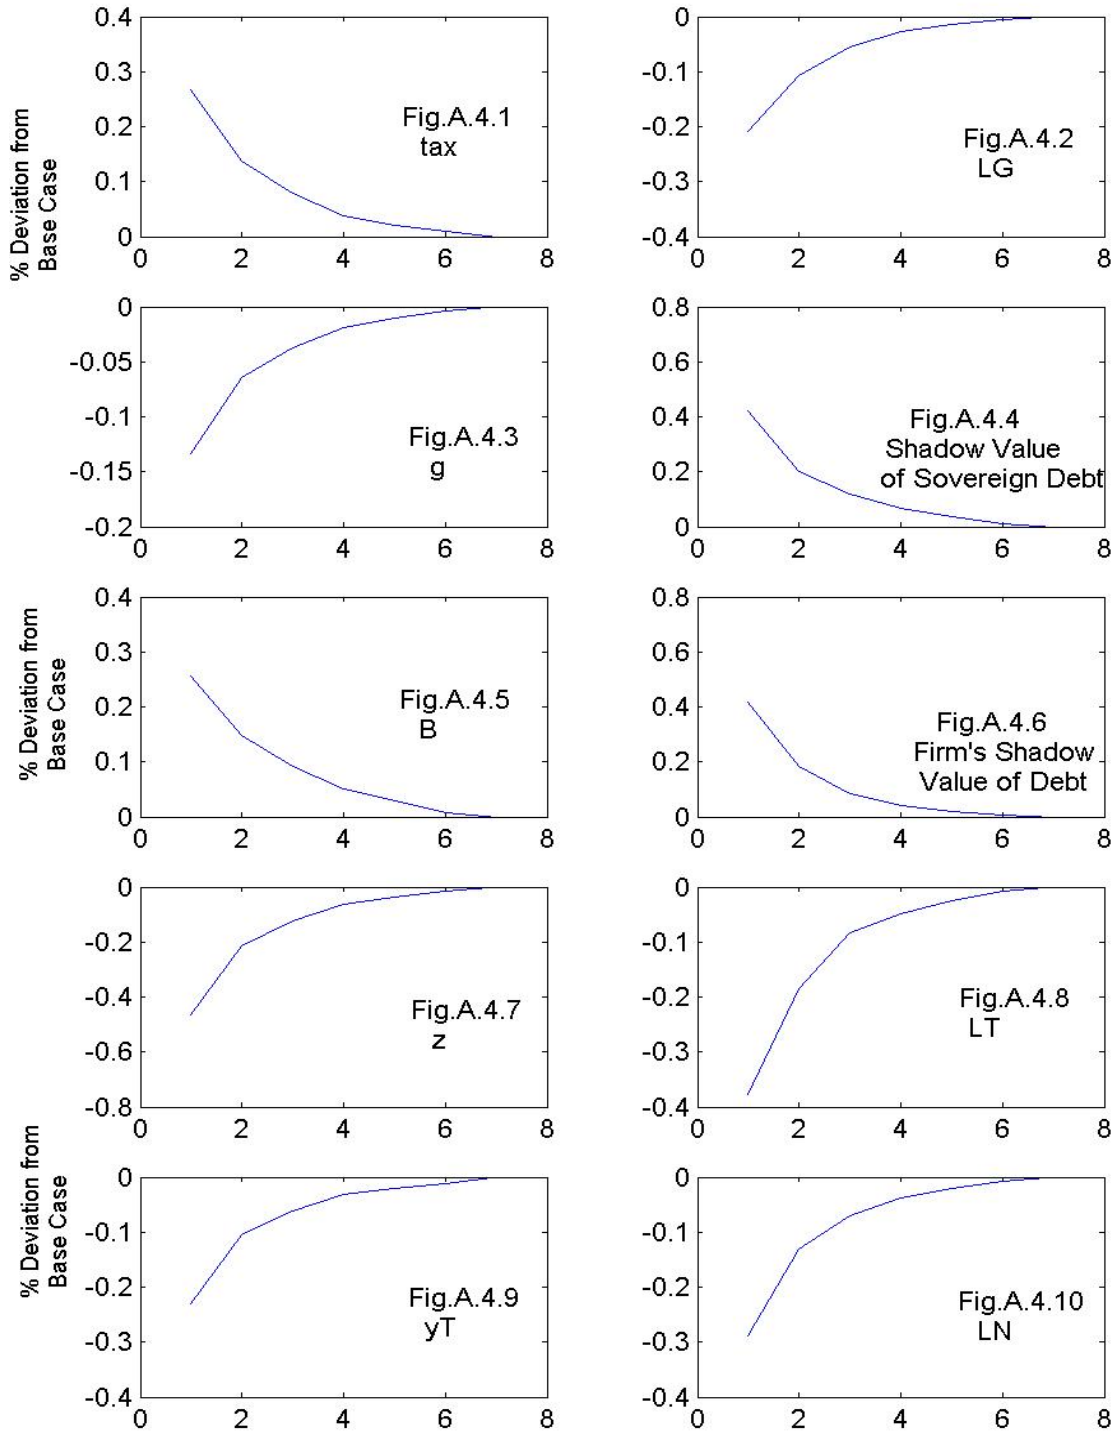 0.4
0.3
0.2
0.1
0
0 2 4 6 8
% Deviation from
Base Case
Fig.A.4.1
tax
0
-0.1
-0.2
-0.3
-0.4
0 2 4 6 8
Fig.A.4.2
LG
0
-0.05
-0.1
-0.15
-0.2
0 2 4 6 8
Fig.A.4.3
g
0.8
0.6
0.4
0.2
0
0 2 4 6 8
Fig.A.4.4
Shadow Value
of Sovereign Debt
0.4
0.3
0.2
0.1
0
0 2 4 6 8
% Deviation from
Base Case
Fig.A.4.5
B
0.8
0.6
0.4
0.2
0
0 2 4 6 8
Fig.A.4.6
Firm's Shadow
Value of Debt
0
-0.2
-0.4
-0.6
-0.8
0 2 4 6 8
Fig.A.4.7
z
0
-0.1
-0.2
-0.3
-0.4
0 2 4 6 8
Fig.A.4.8
LT
0
-0.1
-0.2
-0.3
-0.4
0 2 4 6 8
% Deviation from
Base Case
Fig.A.4.9
yT
0
-0.1
-0.2
-0.3
-0.4
0 2 4 6 8
Fig.A.4.10
LN